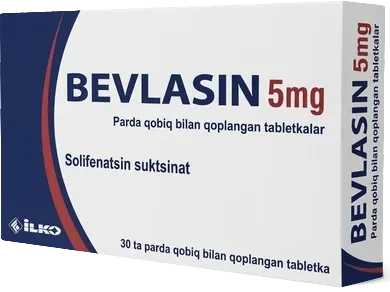 BEVLASIN 5mg
Parda qobiq bilan qoplangan tabletkalar
Solifenatsin suktsinat
İLKO
30 ta parda qobiq bilan qoplangan tabletka
BEVLASIN 5mg